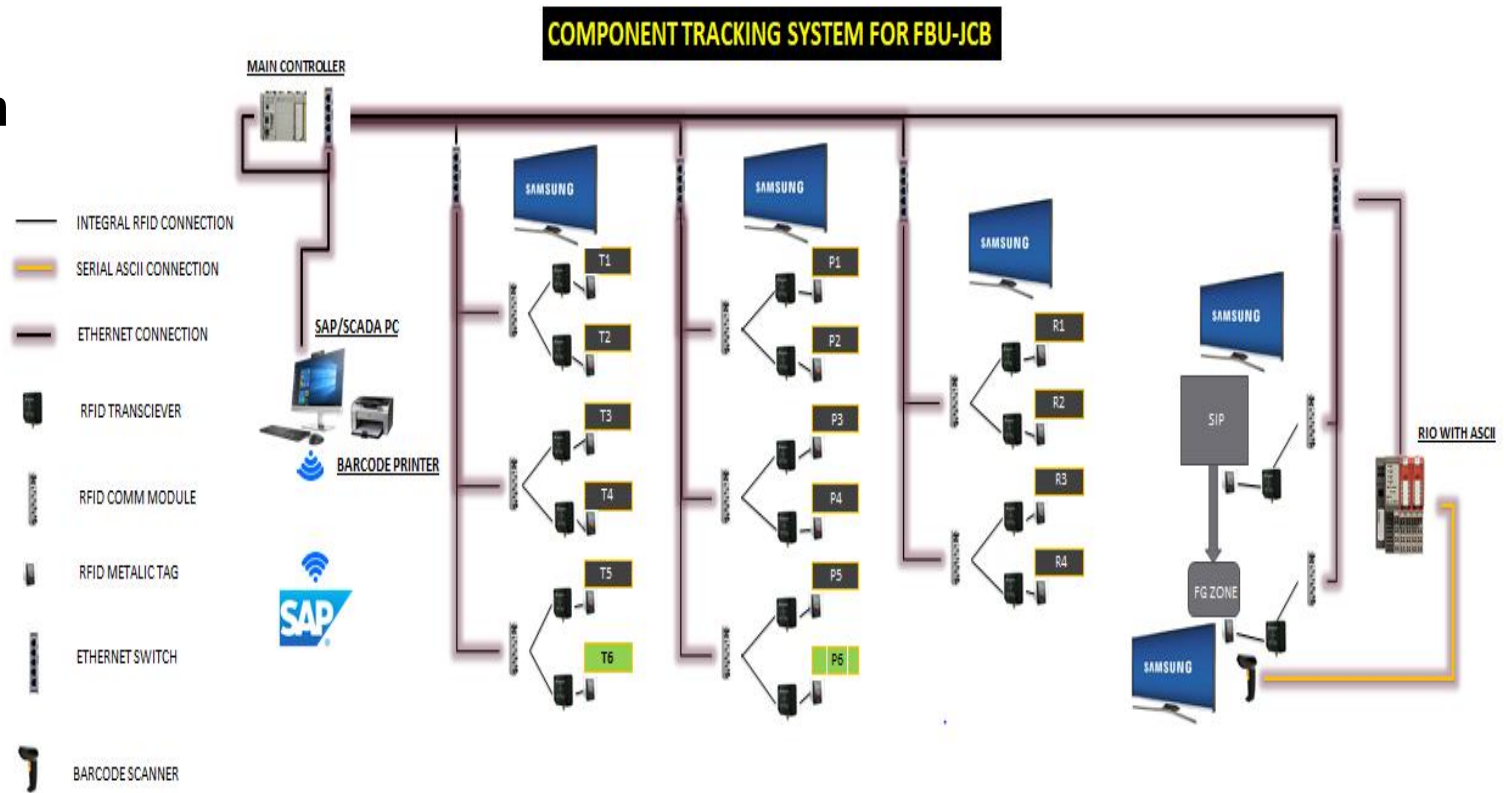 COMPONENT TRACKING SYSTEM FOR FBU-JCB
MAIN CONTROLLER
INTEGRAL RFID CONNECTION
SERIAL ASCII CONNECTION
ETHERNET CONNECTION
RFID TRANSCIEVER
RFID COMM MODULE
RFID METALIC TAG
ETHERNET SWITCH
BARCODE SCANNER
SAP/SCADA PC
BARCODE PRINTER
SAP
SAMSUNG
T1
T2
T3
T4
T5
T6
SAMSUNG
P1
P2
P3
P4
P5
P6
SAMSUNG
R1
R2
R3
R4
SAMSUNG
SIP
FG ZONE
SAMSUNG
RIO WITH ASCII